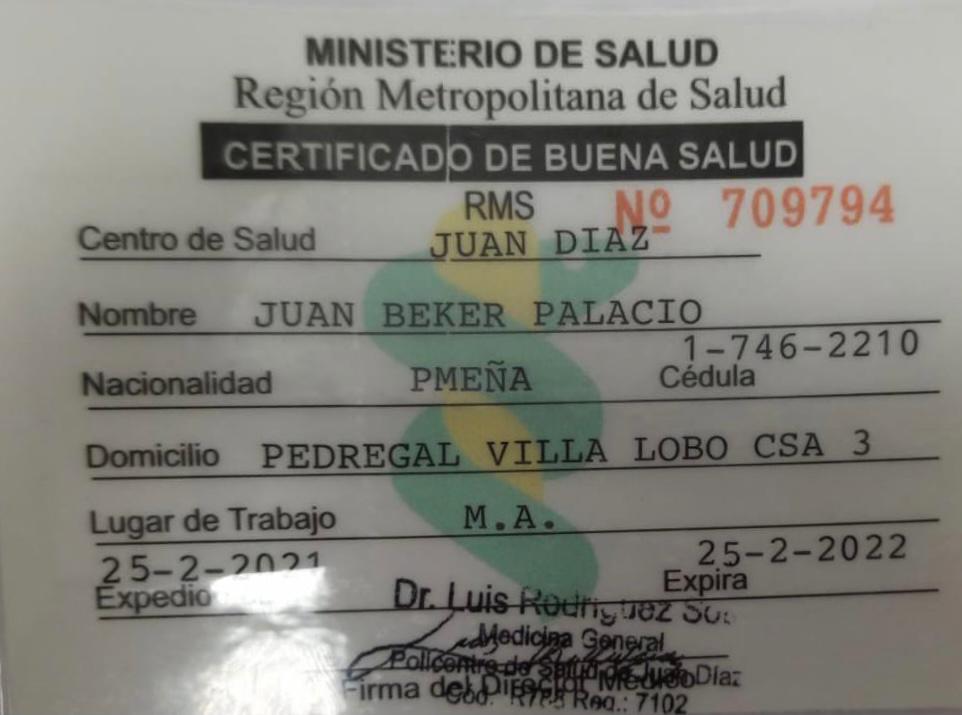 MINISTERIO DE SALUD
Región Metropolitana de Salud
CERTIFICADO DE BUENA SALUD
RMS Nº 709794
Centro de Salud JUAN DIAZ
Nombre JUAN BEKER PALACIO
1-746-2210
Nacionalidad PMEÑA Cédula
Domicilio PEDREGAL VILLA LOBO CSA 3
Lugar de Trabajo M.A.
25-2-2021 25-2-2022
Expedio Expira
Dr. Luis Rodriguez
Medicina General
Policentro de Salud de Juan Díaz
Firma del Director Médico
Cod. Reg.: 7102